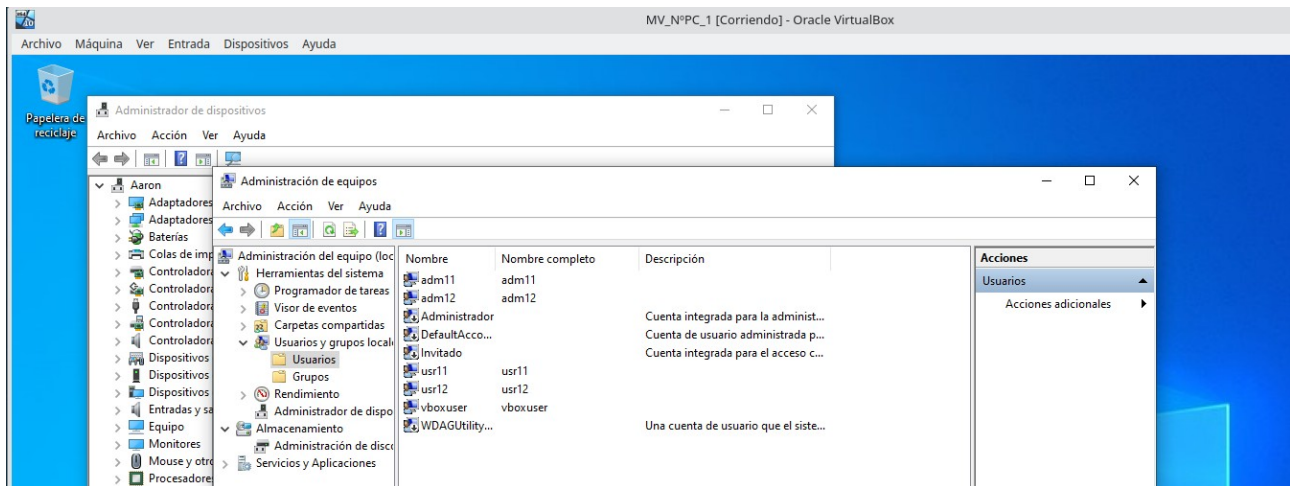 MV_NºPC_1 [Corriendo] - Oracle VirtualBox
Archivo Máquina Ver Entrada Dispositivos Ayuda
Papelera de
reciclaje
Administrador de dispositivos
Archivo Acción Ver Ayuda
Aaron
Adaptadores
Adaptadores
Baterías
Colas de imp
Controladora
Controladora
Controladora
Controladora
Controladora
Dispositivos
Dispositivos
Dispositivos
Entradas y sa
Equipo
Monitores
Mouse y otro
Procesadore
Administración de equipos
Archivo Acción Ver Ayuda
Administración del equipo (loc
Herramientas del sistema
Programador de tareas
Visor de eventos
Carpetas compartidas
Usuarios y grupos locale
Usuarios
Grupos
Rendimiento
Administrador de dispo
Almacenamiento
Administración de disco
Servicios y Aplicaciones
Nombre Nombre completo Descripción
adm11 adm11
adm12 adm12
Administrador Cuenta integrada para la administ...
DefaultAcco... Cuenta de usuario administrada p...
Invitado Cuenta integrada para el acceso c...
usr11 usr11
usr12 usr12
vboxuser vboxuser
WDAGUtility... Una cuenta de usuario que el siste...
Acciones
Usuarios
Acciones adicionales